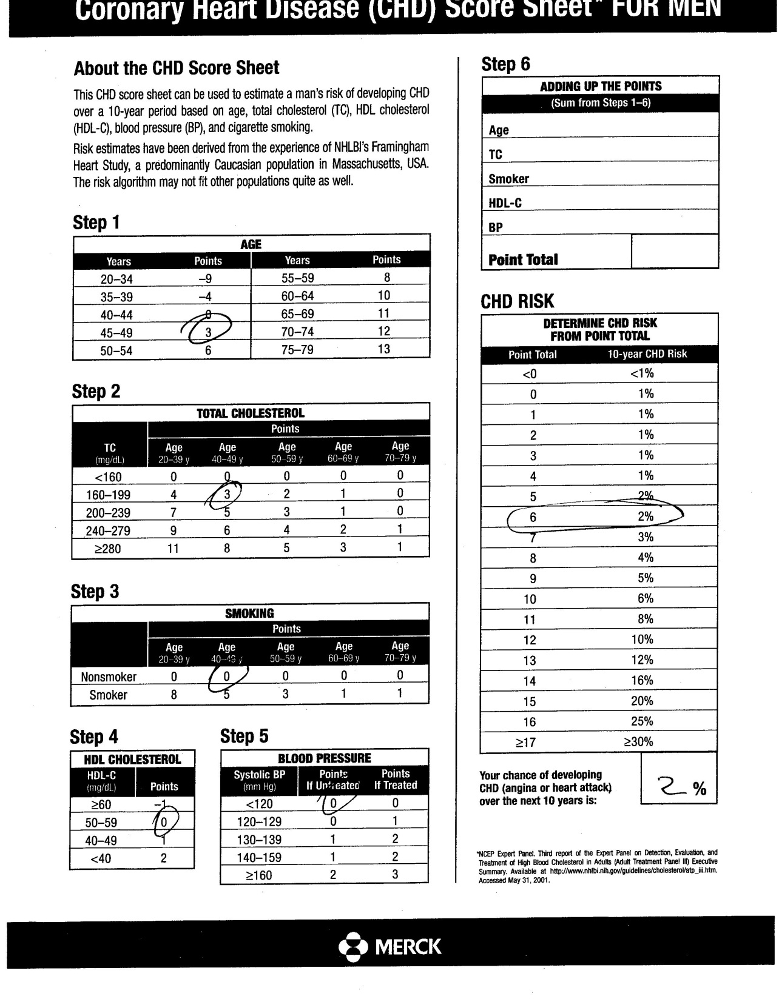 Coronary Heart Disease (CHD) Score Sheet* FOR MEN
About the CHD Score Sheet
This CHD score sheet can be used to estimate a man's risk of developing CHD
over a 10-year period based on age, total cholesterol (TC), HDL cholesterol
(HDL-C), blood pressure (BP), and cigarette smoking.
Risk estimates have been derived from the experience of NHLBI's Framingham
Heart Study, a predominantly Caucasian population in Massachusetts, USA.
The risk algorithm may not fit other populations quite as well.
Step 1
AGE
Years Points Years Points
20–34 –9 55–59 8
35–39 –4 60–64 10
40–44 0 65–69 11
45–49 3 70–74 12
50–54 6 75–79 13
Step 2
TOTAL CHOLESTEROL
Points
TC Age Age Age Age Age
(mg/dL) 20–39 y 40–49 y 50–59 y 60–69 y 70–79 y
<160 0 0 0 0 0
160–199 4 3 2 1 0
200–239 7 5 3 1 0
240–279 9 6 4 2 1
≥280 11 8 5 3 1
Step 3
SMOKING
Points
Age Age Age Age Age
20–39 y 40–49 y 50–59 y 60–69 y 70–79 y
Nonsmoker 0 0 0 0 0
Smoker 8 5 3 1 1
Step 4
HDL CHOLESTEROL
HDL-C
(mg/dL) Points
≥60 –1
50–59 0
40–49 1
<40 2
Step 5
BLOOD PRESSURE
Systolic BP Points Points
(mm Hg) If Untreated If Treated
<120 0 0
120–129 0 1
130–139 1 2
140–159 1 2
≥160 2 3
Step 6
ADDING UP THE POINTS
(Sum from Steps 1–6)
Age
TC
Smoker
HDL-C
BP
Point Total
CHD RISK
DETERMINE CHD RISK
FROM POINT TOTAL
Point Total 10-year CHD Risk
<0 <1%
0 1%
1 1%
2 1%
3 1%
4 1%
5 2%
6 2%
7 3%
8 4%
9 5%
10 6%
11 8%
12 10%
13 12%
14 16%
15 20%
16 25%
≥17 ≥30%
Your chance of developing
CHD (angina or heart attack)
over the next 10 years is:
2 %
*NCEP Expert Panel. Third report of the Expert Panel on Detection, Evaluation, and
Treatment of High Blood Cholesterol in Adults (Adult Treatment Panel III) Executive
Summary. Available at http://www.nhlbi.nih.gov/guidelines/cholesterol/atp_iii.htm.
Accessed May 31, 2001.
MERCK